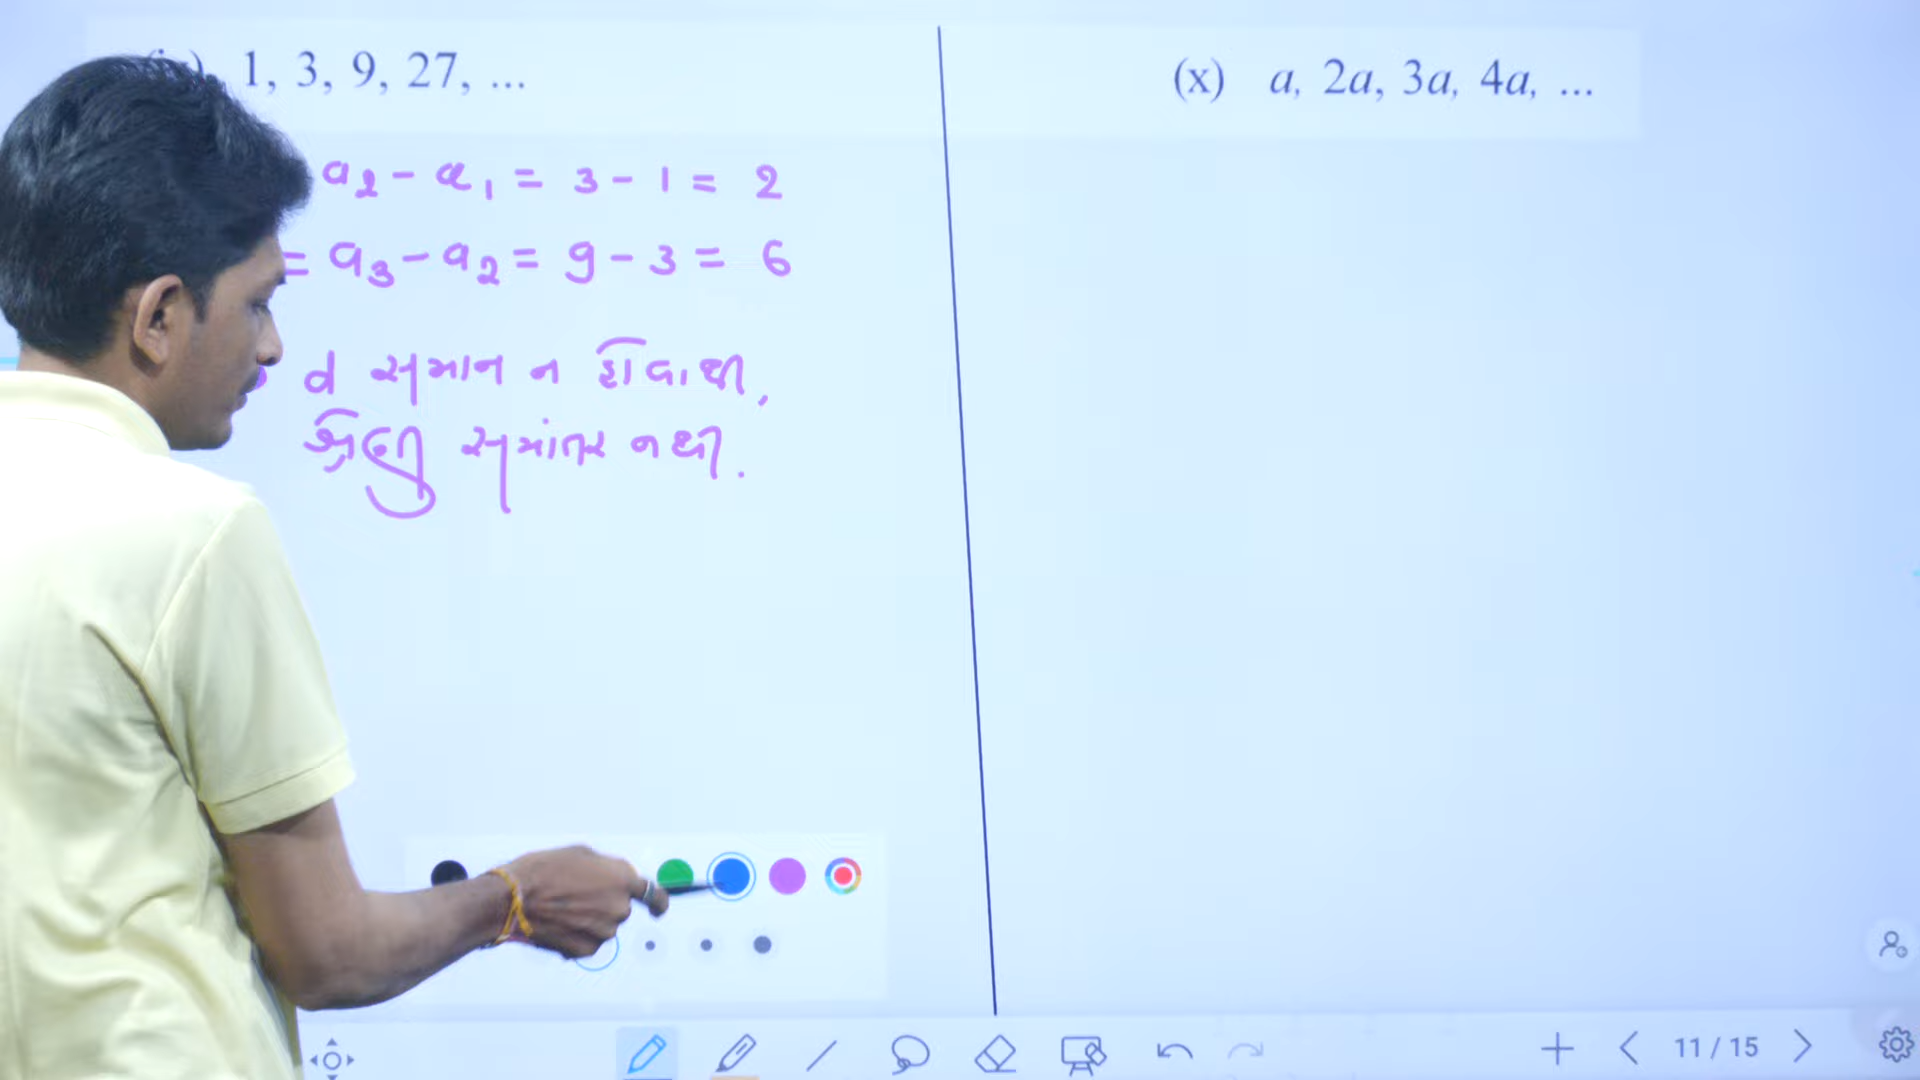 1, 3, 9, 27, ...
a₂ - a₁ = 3 - 1 = 2
= a₃ - a₂ = 9 - 3 = 6
d સમાન ન હોવાથી,
શ્રેણી સમાંતર નથી.
(x) a, 2a, 3a, 4a, ...
11 / 15